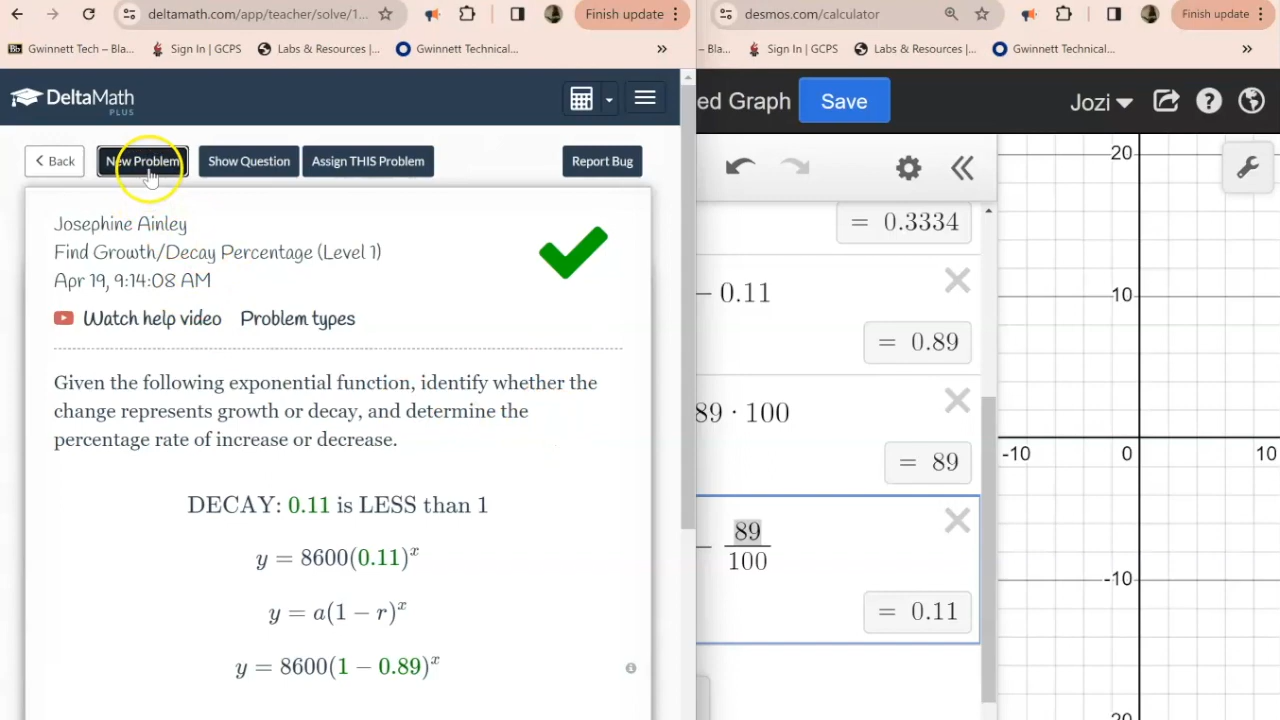 deltamath.com/app/teacher/solve/1...
Finish update
desmos.com/calculator
Finish update
Bb Gwinnett Tech – Bla...
Sign In | GCPS
Labs & Resources |...
Gwinnett Technical...
»
– Bla...
Sign In | GCPS
Labs & Resources |...
Gwinnett Technical...
»
DeltaMath
PLUS
ed Graph
Save
Jozi
Back
New Problem
Show Question
Assign THIS Problem
Report Bug
Josephine Ainley
Find Growth/Decay Percentage (Level 1)
Apr 19, 9:14:08 AM
Watch help video
Problem types
Given the following exponential function, identify whether the
change represents growth or decay, and determine the
percentage rate of increase or decrease.
DECAY: 0.11 is LESS than 1
y = 8600(0.11)^x
y = a(1 − r)^x
y = 8600(1 − 0.89)^x
= 0.3334
− 0.11
= 0.89
89 · 100
= 89
− 89/100
= 0.11
20
10
-10
0
10
-10
20